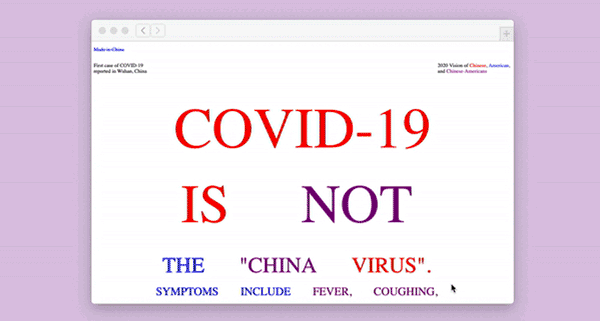 Made in China
First case of COVID-19
reported in Wuhan, China
2020 Vision of Chinese, American,
and Chinese-Americans
COVID-19
IS NOT
THE "CHINA VIRUS".
SYMPTOMS INCLUDE FEVER, COUGHING,